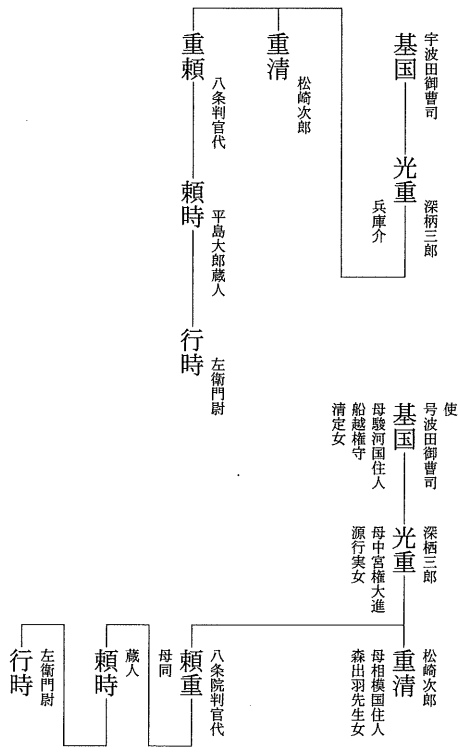 宇波田御曹司
基国
深柄三郎
光重
兵庫介
松崎次郎
重清
八条判官代
重頼
平島大郎蔵人
頼時
左衛門尉
行時
使
号波田御曹司
基国
母駿河国住人
船越権守
清定女
深栖三郎
光重
母中宮権大進
源行実女
松崎次郎
重清
母相模国住人
森出羽先生女
八条院判官代
頼重
母同
蔵人
頼時
左衛門尉
行時